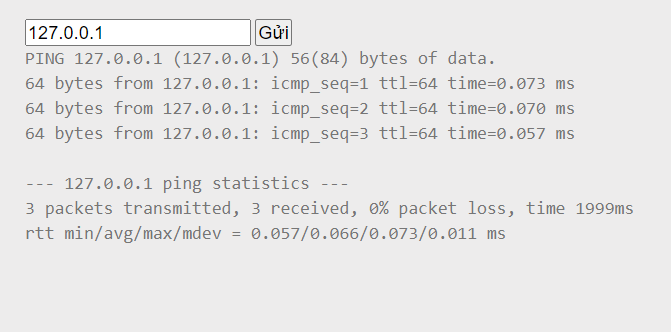 127.0.0.1 Gửi
PING 127.0.0.1 (127.0.0.1) 56(84) bytes of data.
64 bytes from 127.0.0.1: icmp_seq=1 ttl=64 time=0.073 ms
64 bytes from 127.0.0.1: icmp_seq=2 ttl=64 time=0.070 ms
64 bytes from 127.0.0.1: icmp_seq=3 ttl=64 time=0.057 ms
--- 127.0.0.1 ping statistics ---
3 packets transmitted, 3 received, 0% packet loss, time 1999ms
rtt min/avg/max/mdev = 0.057/0.066/0.073/0.011 ms